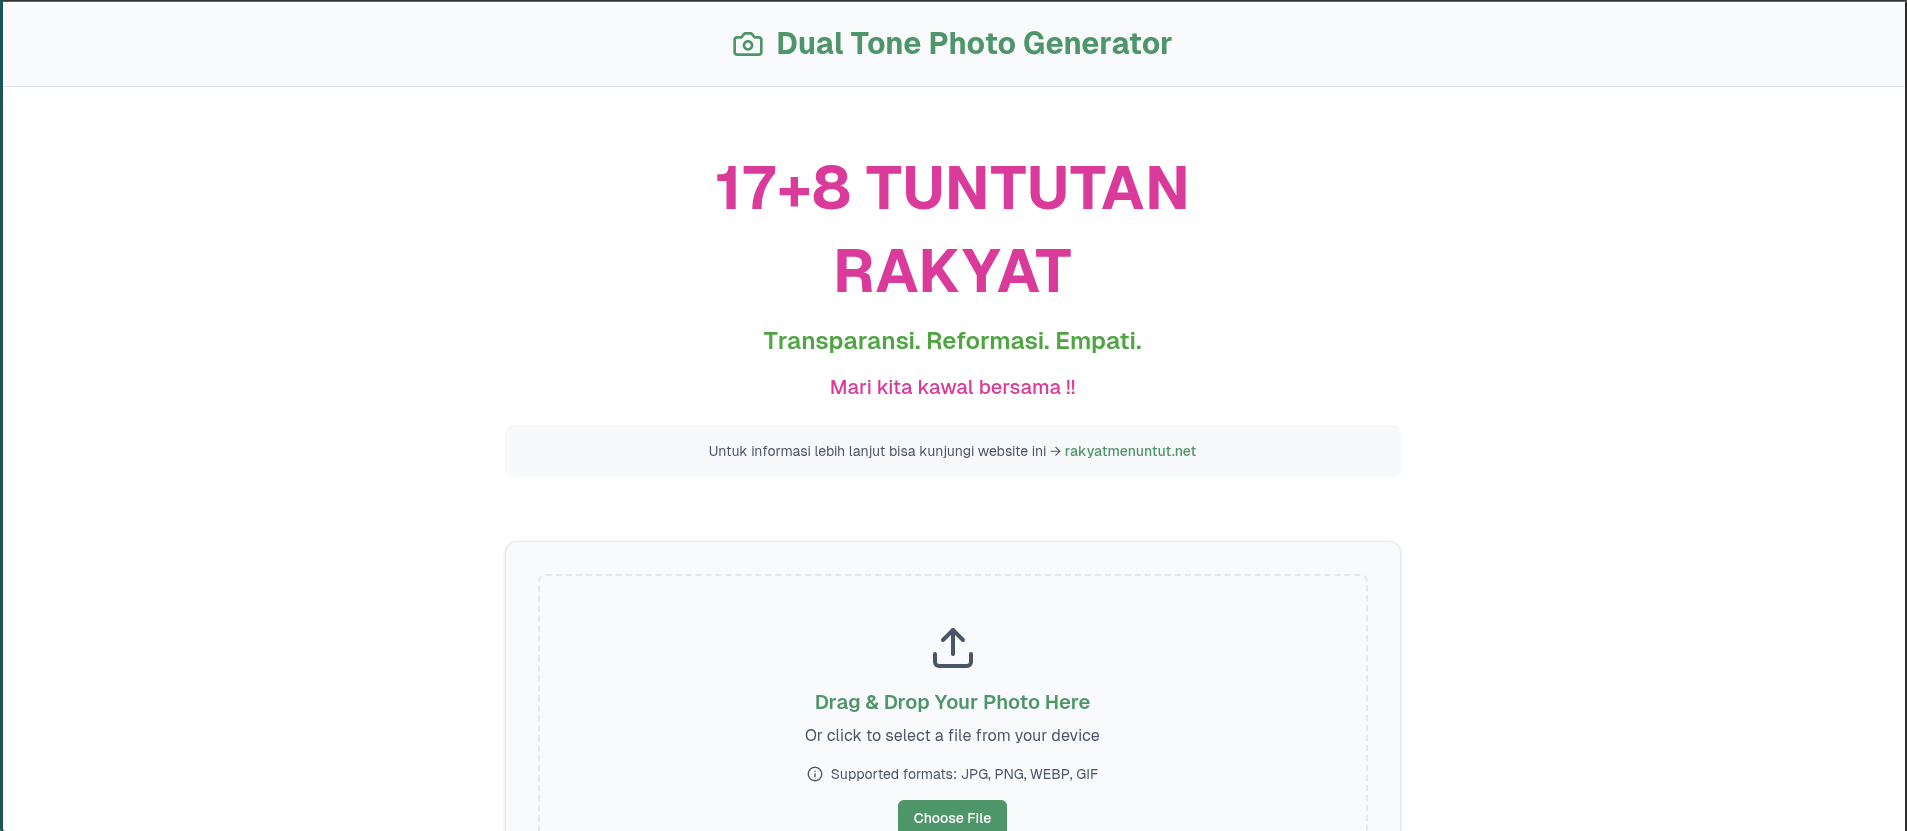 Dual Tone Photo Generator
17+8 TUNTUTAN
RAKYAT
Transparansi. Reformasi. Empati.
Mari kita kawal bersama !!
Untuk informasi lebih lanjut bisa kunjungi website ini → rakyatmenuntut.net
Drag & Drop Your Photo Here
Or click to select a file from your device
Supported formats: JPG, PNG, WEBP, GIF
Choose File